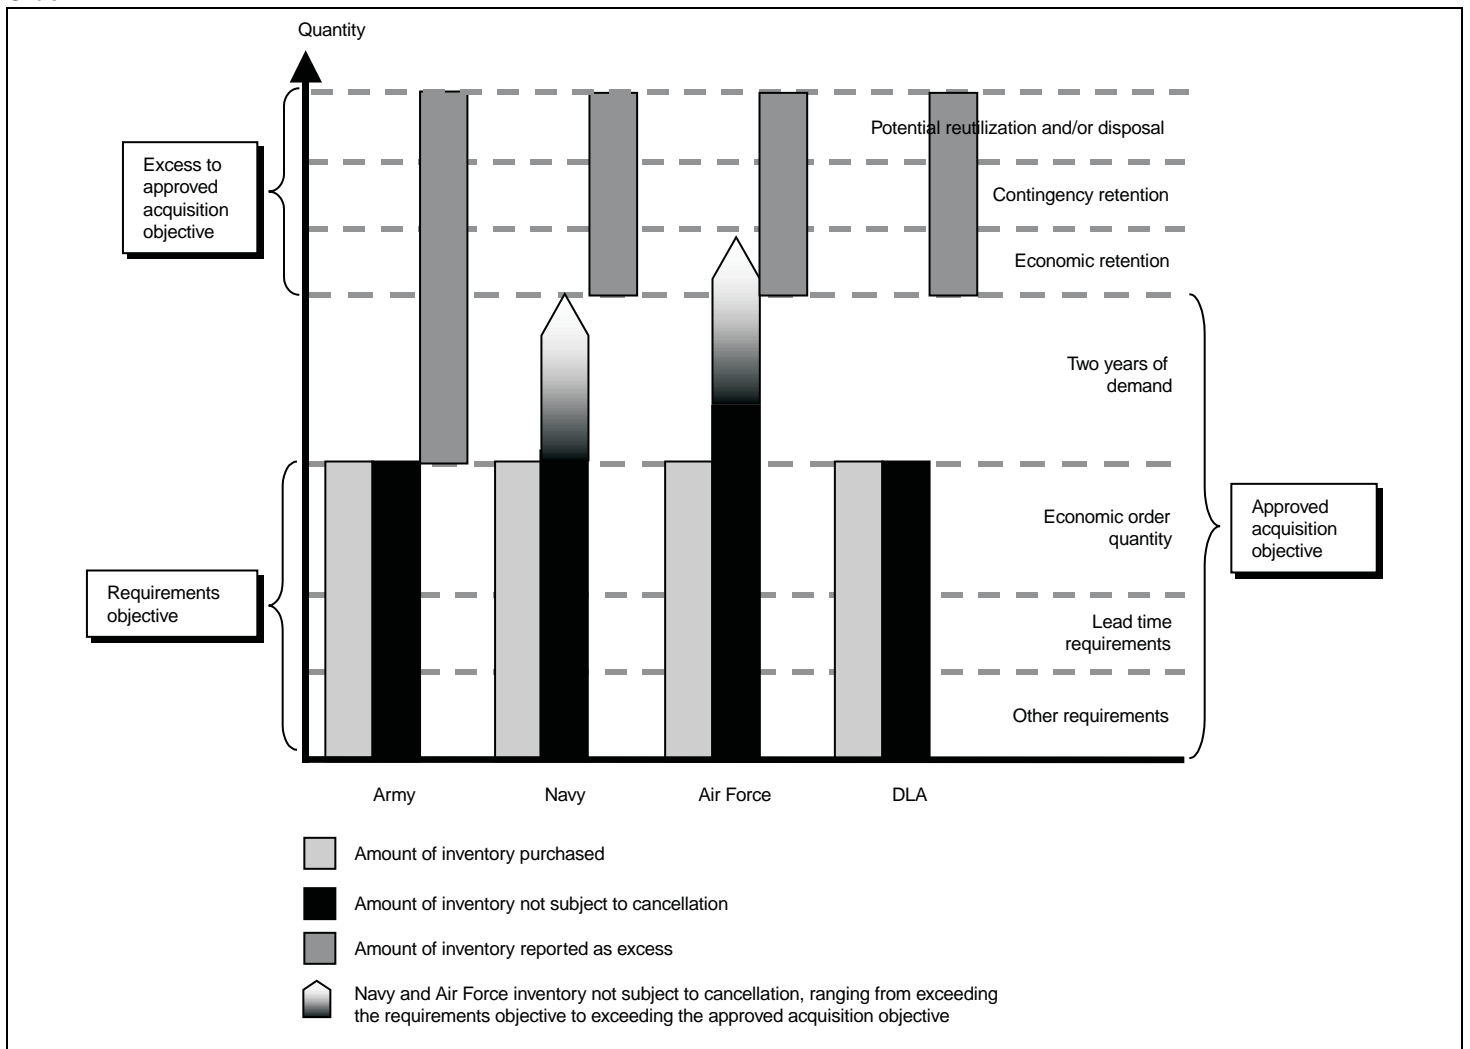 Quantity
Potential reutilization and/or disposal
Excess to
approved
acquisition
objective
Contingency retention
Economic retention
Two years of
demand
Economic order
quantity
Approved
acquisition
objective
Requirements
objective
Lead time
requirements
Other requirements
Army
Navy
Air Force
DLA
Amount of inventory purchased
Amount of inventory not subject to cancellation
Amount of inventory reported as excess
Navy and Air Force inventory not subject to cancellation, ranging from exceeding
the requirements objective to exceeding the approved acquisition objective